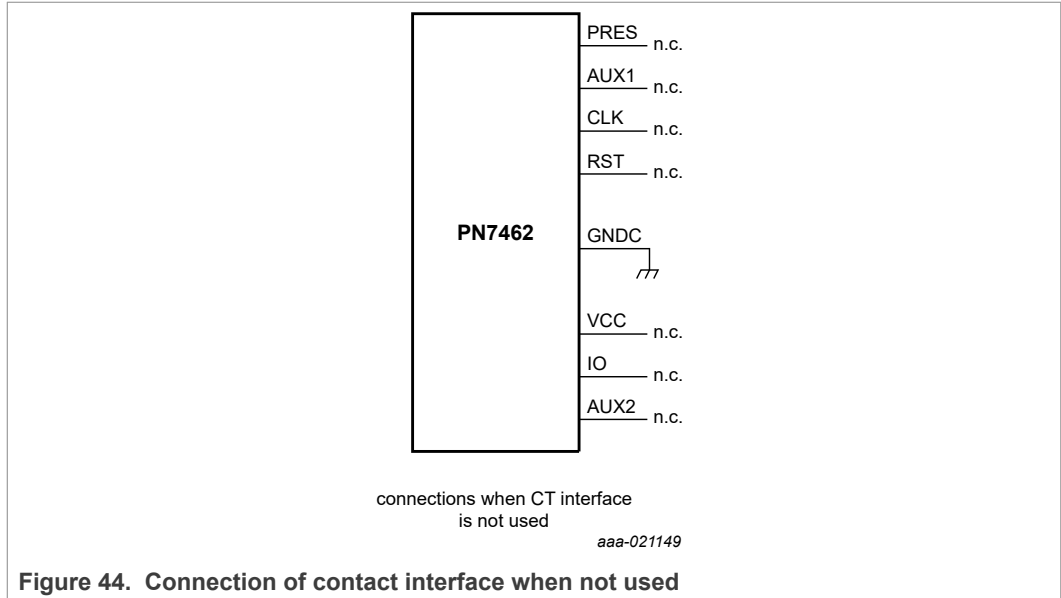 PRES n.c.
AUX1 n.c.
CLK n.c.
RST n.c.
PN7462
GNDC
VCC n.c.
IO n.c.
AUX2 n.c.
connections when CT interface
is not used
aaa-021149
Figure 44. Connection of contact interface when not used